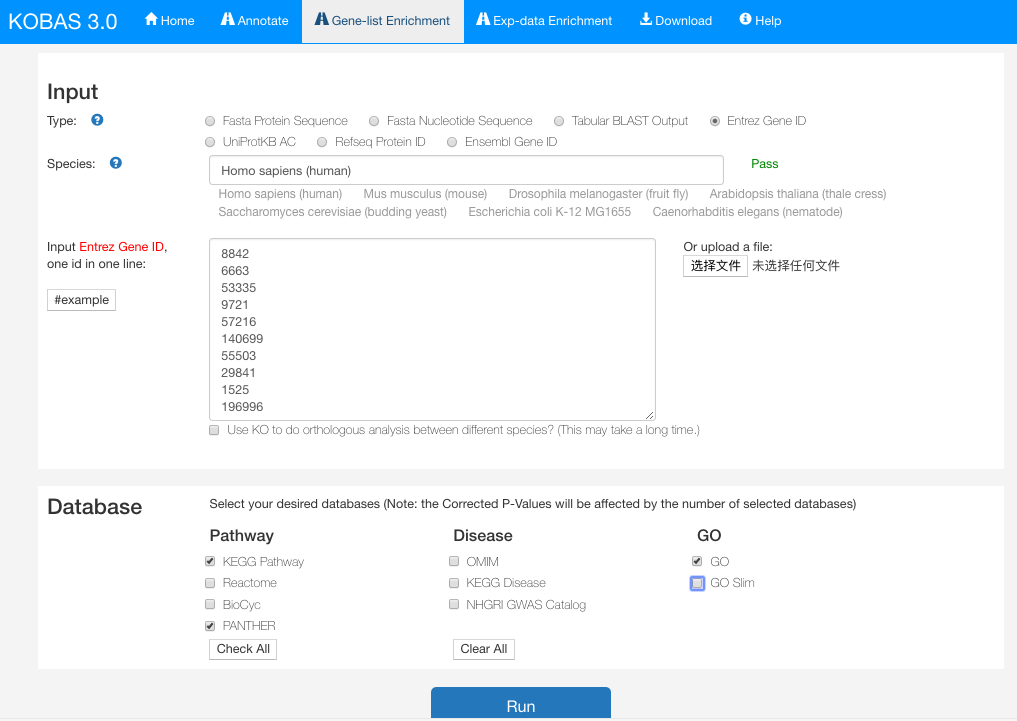 KOBAS 3.0 Home Annotate Gene-list Enrichment Exp-data Enrichment Download Help
Input
Type: ? Fasta Protein Sequence Fasta Nucleotide Sequence Tabular BLAST Output Entrez Gene ID
UniProtKB AC Refseq Protein ID Ensembl Gene ID
Species: ? Homo sapiens (human) Pass
Homo sapiens (human) Mus musculus (mouse) Drosophila melanogaster (fruit fly) Arabidopsis thaliana (thale cress)
Saccharomyces cerevisiae (budding yeast) Escherichia coli K-12 MG1655 Caenorhabditis elegans (nematode)
Input Entrez Gene ID,
one id in one line:
#example
8842
6663
53335
9721
57216
140699
55503
29841
1525
196996
Or upload a file:
选择文件 未选择任何文件
Use KO to do orthologous analysis between different species? (This may take a long time.)
Database
Select your desired databases (Note: the Corrected P-Values will be affected by the number of selected databases)
Pathway Disease GO
KEGG Pathway OMIM GO
Reactome KEGG Disease GO Slim
BioCyc NHGRI GWAS Catalog
PANTHER
Check All Clear All
Run